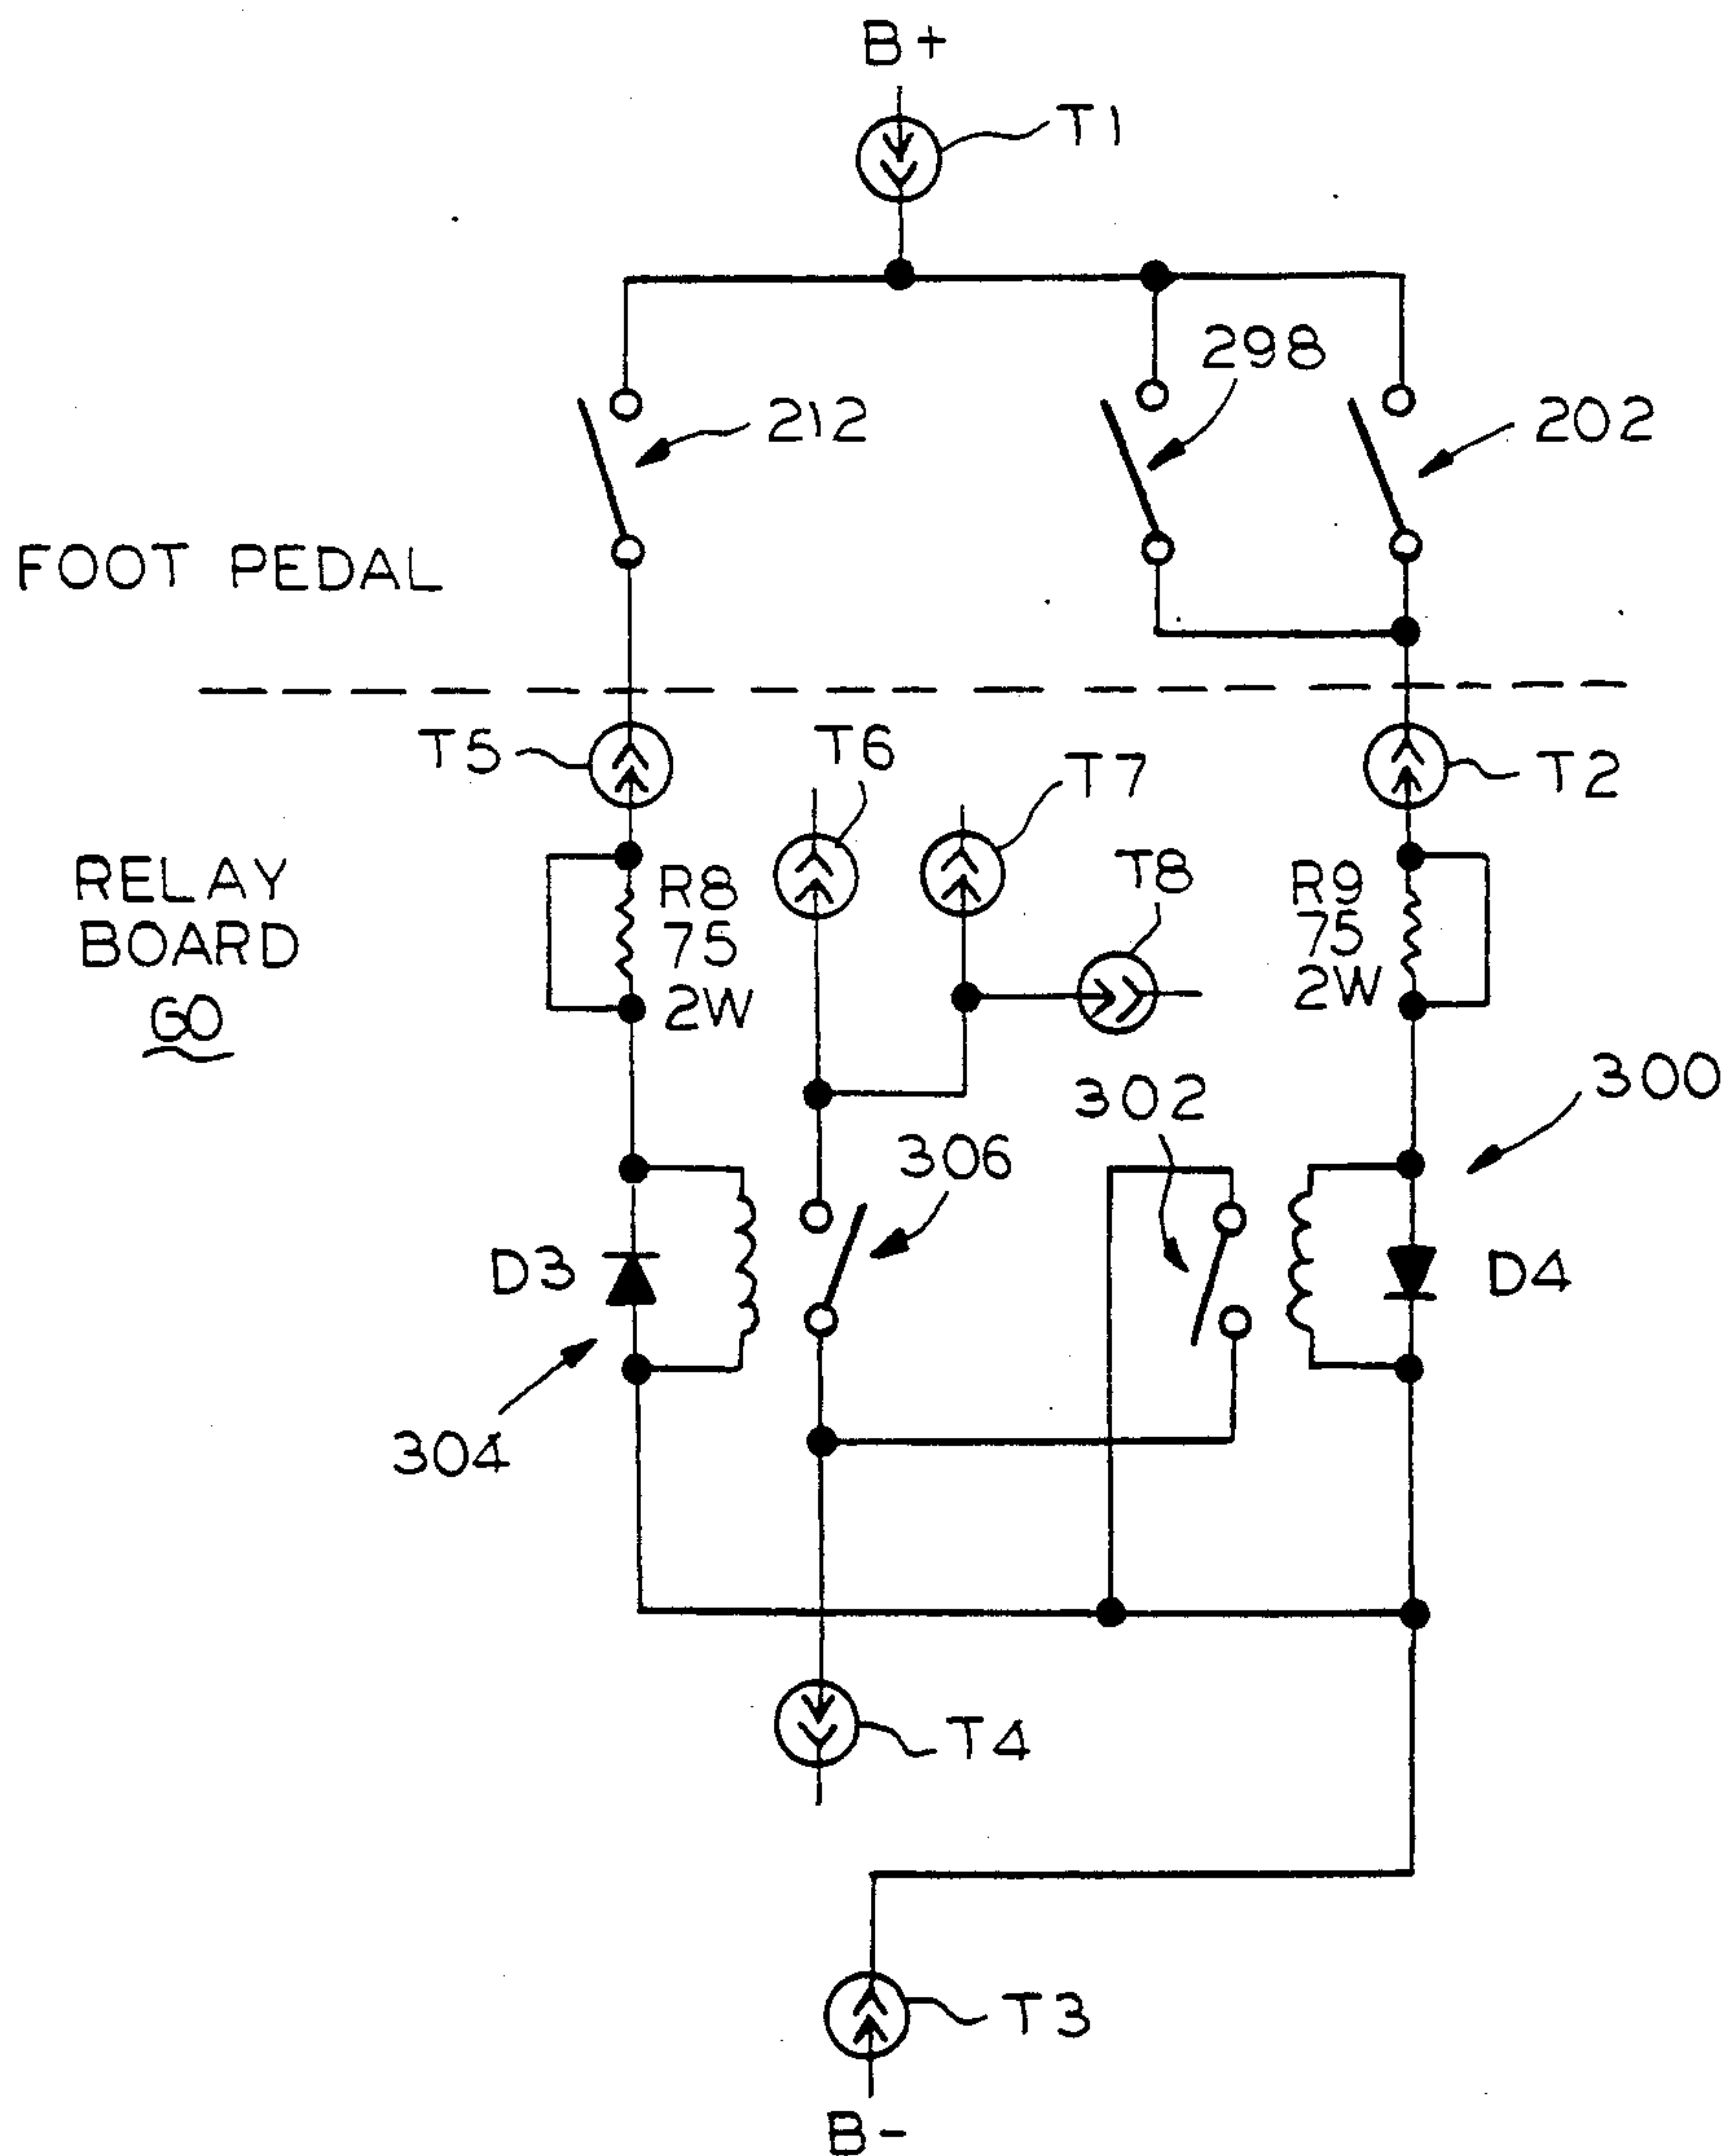 B+
T1
298
212
202
FOOT PEDAL
T5
T6
T7
T2
RELAY
BOARD
60
R8
75
2W
T8
R9
75
2W
300
302
306
D3
D4
304
T4
T3
B-